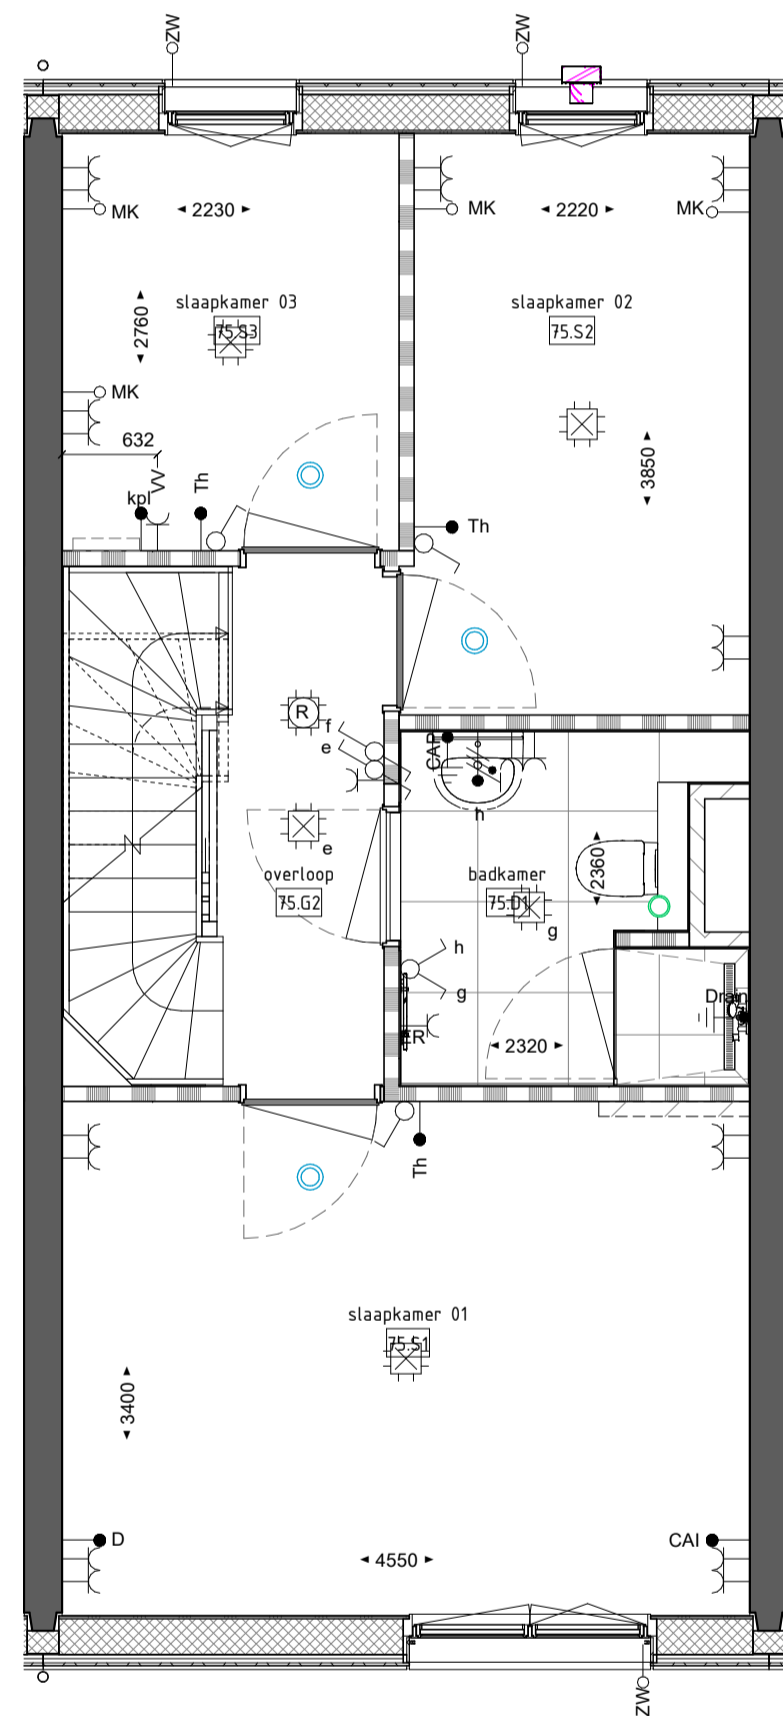 ZW
ZW
MK
2230
MK
2220
MK
slaapkamer 03
75.S3
slaapkamer 02
75.S2
2760
MK
632
3850
kpl
VV
Th
Th
R
f
e
CAP
h
e
overloop
75.G2
badkamer
75.D1
2360
g
h
g
Drain
ER
2320
Th
slaapkamer 01
75.S1
3400
D
CAI
4550
ZW